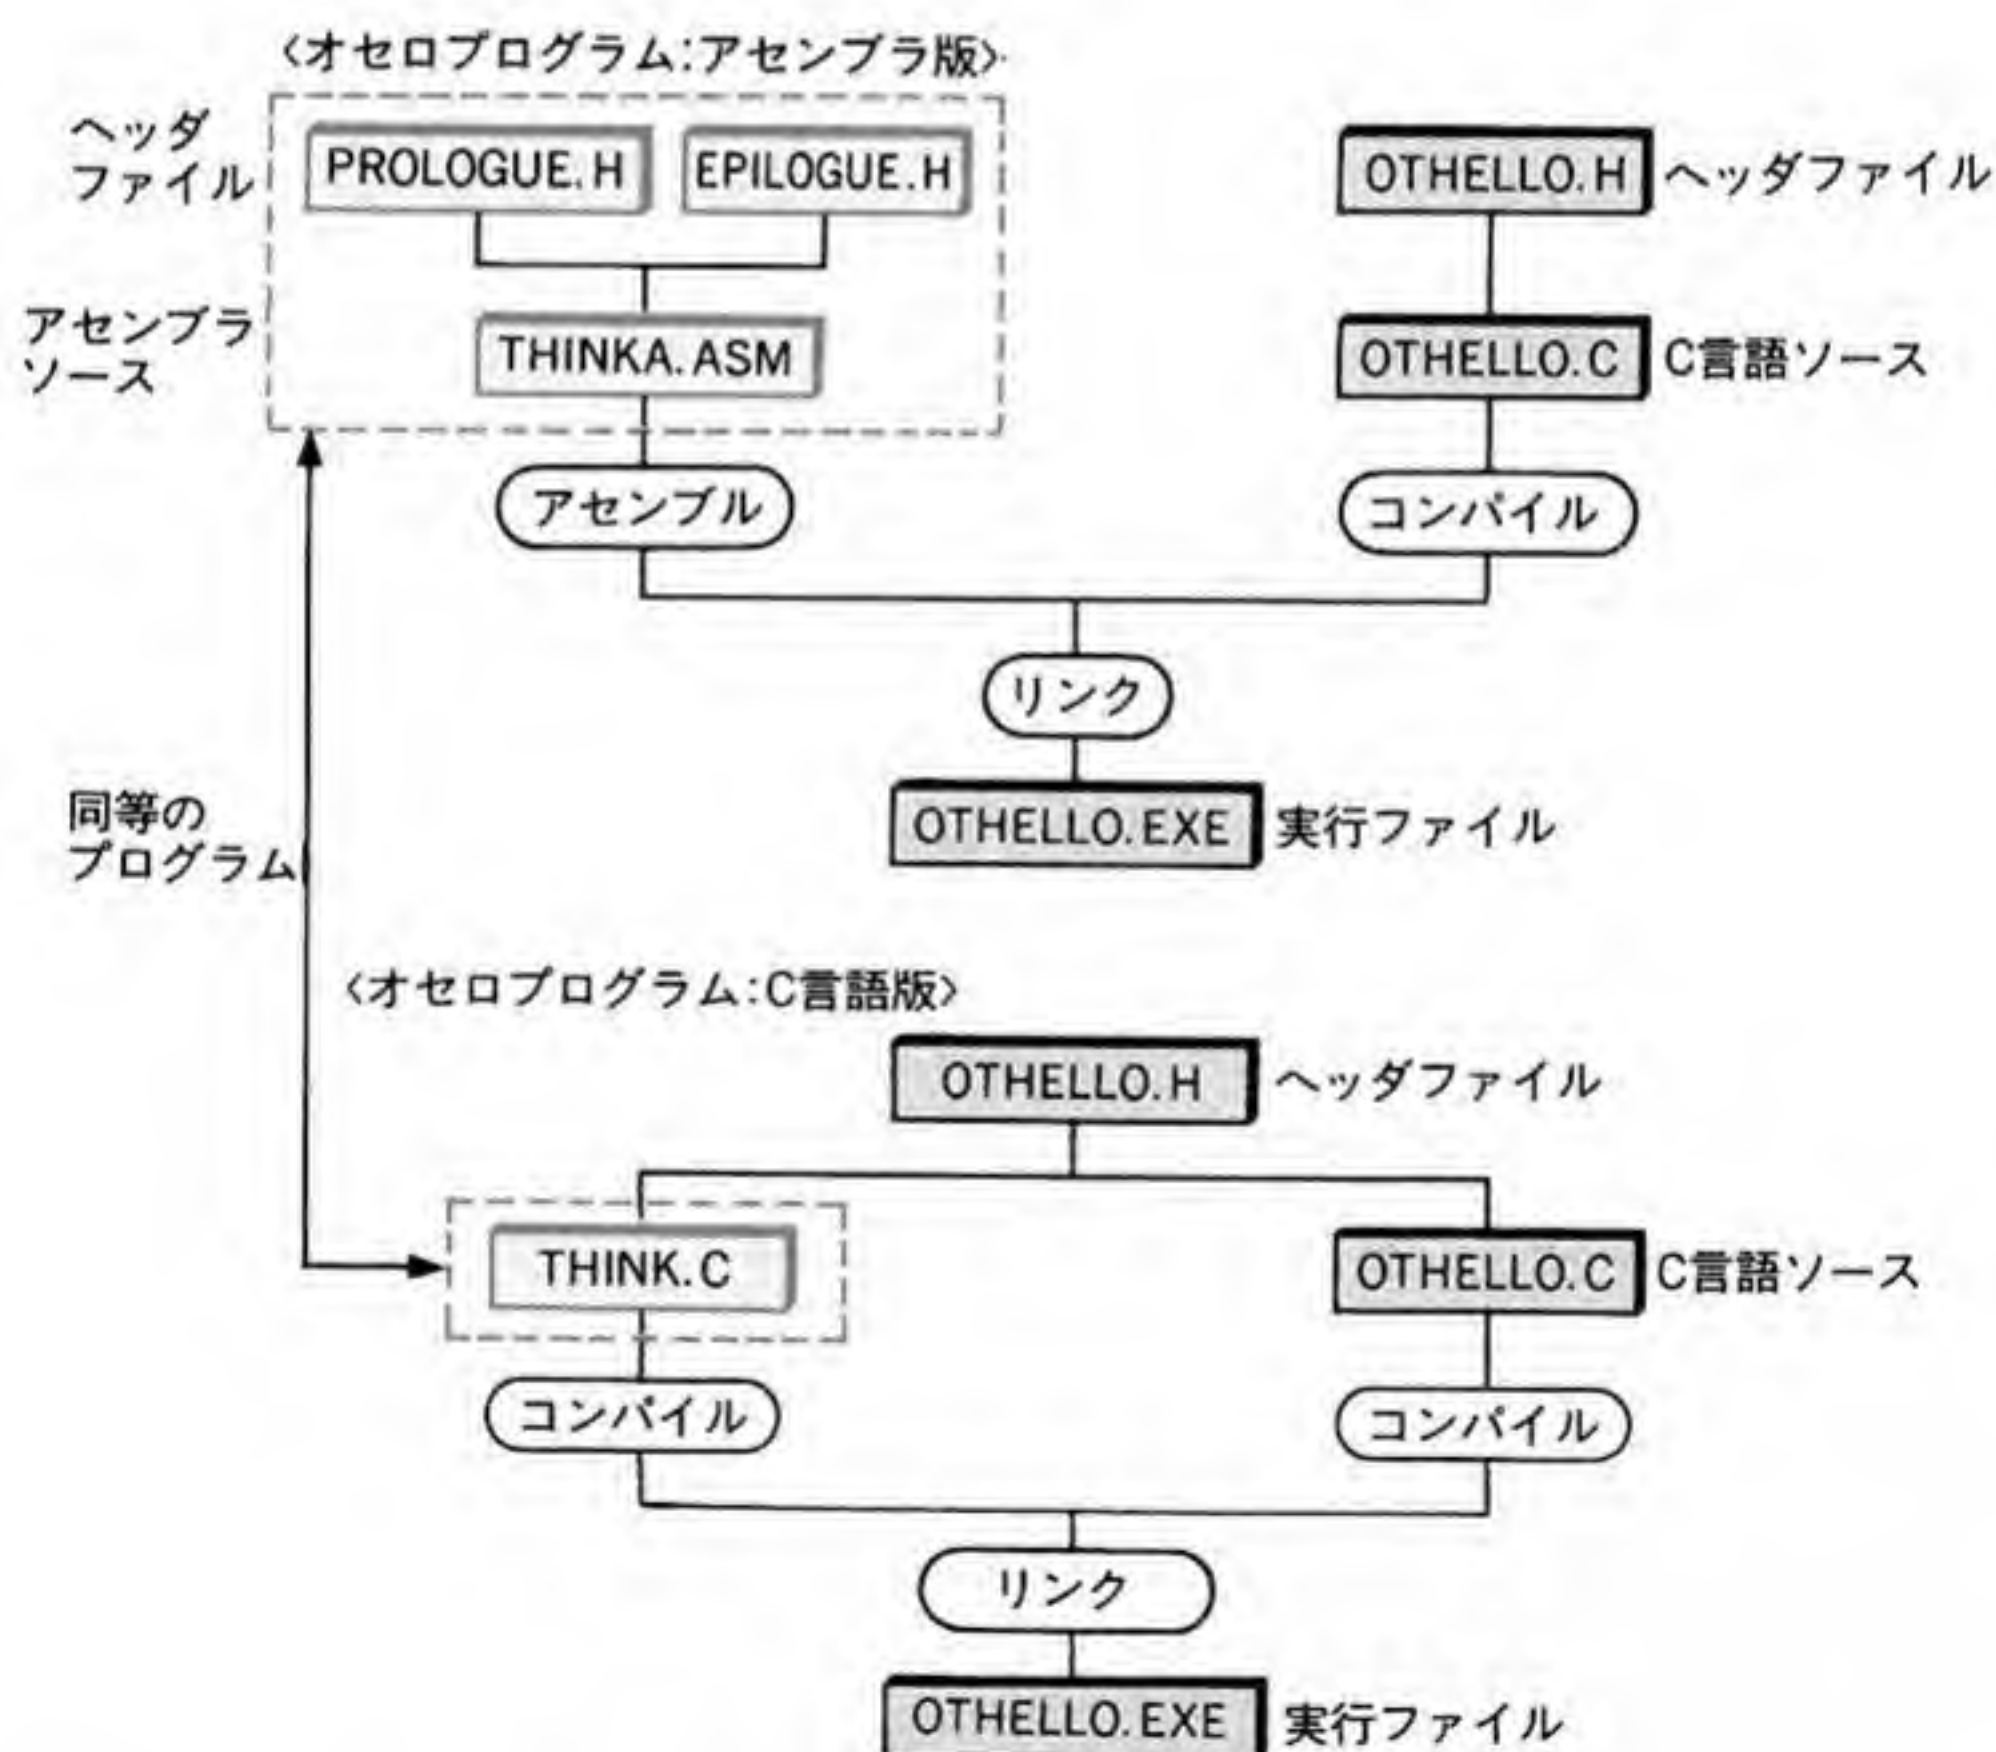 〈オセロプログラム:アセンブラ版〉
ヘッダ
ファイル
PROLOGUE.H
EPILOGUE.H
OTHELLO.H
ヘッダファイル
アセンブラ
ソース
THINKA.ASM
OTHELLO.C
C言語ソース
アセンブル
コンパイル
リンク
OTHELLO.EXE
実行ファイル
同等の
プログラム
〈オセロプログラム:C言語版〉
OTHELLO.H
ヘッダファイル
THINK.C
OTHELLO.C
C言語ソース
コンパイル
コンパイル
リンク
OTHELLO.EXE
実行ファイル